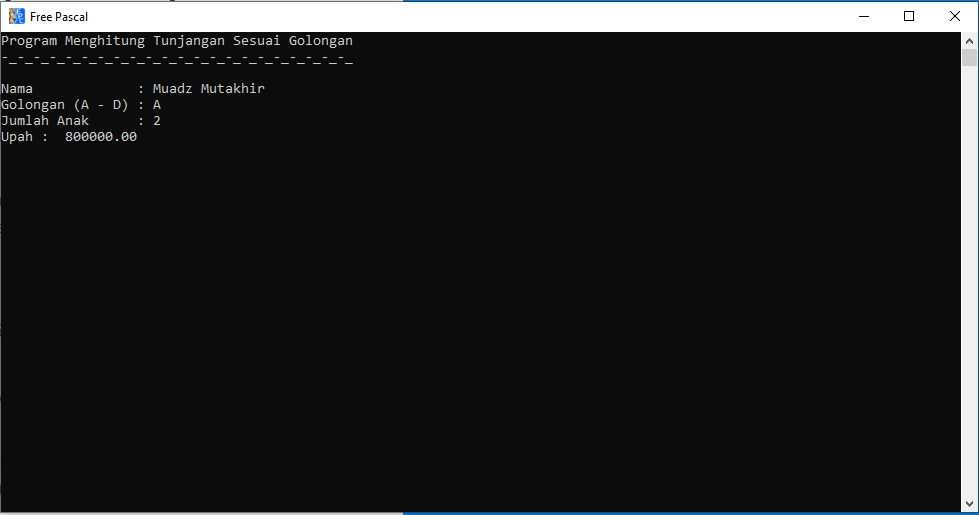 Free Pascal
Program Menghitung Tunjangan Sesuai Golongan
-_-_-_-_-_-_-_-_-_-_-_-_-_-_-_-_-_-_-_-_-_-_
Nama             : Muadz Mutakhir
Golongan (A - D) : A
Jumlah Anak      : 2
Upah :  800000.00